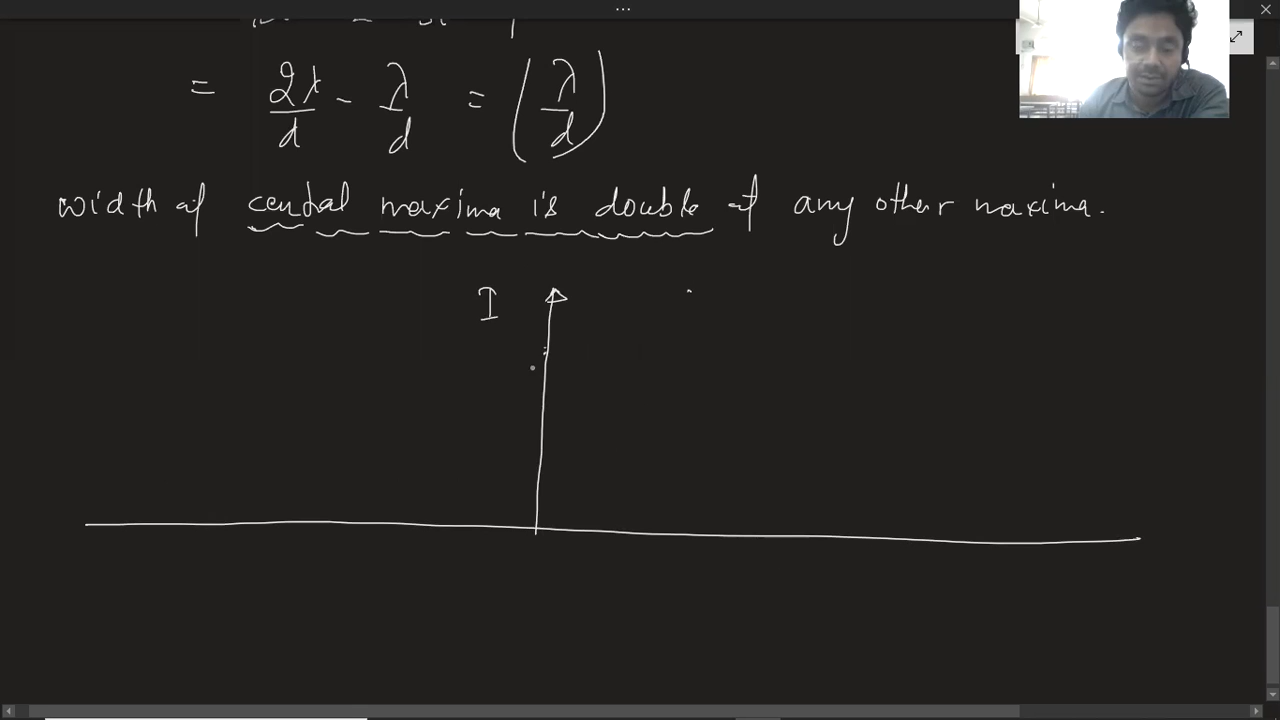 = 2λ/d - λ/d = (λ/d)
width of central maxima is double of any other maxima.
I